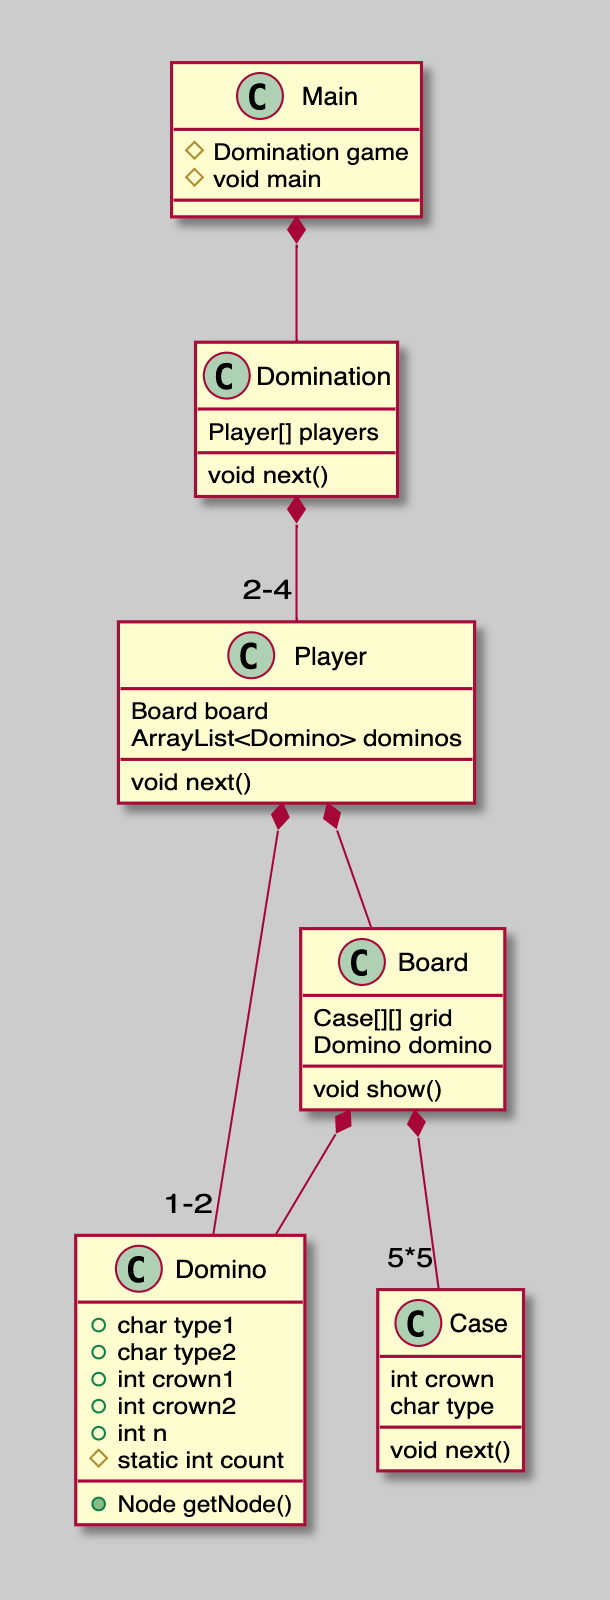 C Main
Domination game
void main
C Domination
Player[] players
void next()
2-4
C Player
Board board
ArrayList<Domino> dominos
void next()
C Board
Case[][] grid
Domino domino
void show()
1-2
5*5
C Domino
char type1
char type2
int crown1
int crown2
int n
static int count
Node getNode()
C Case
int crown
char type
void next()